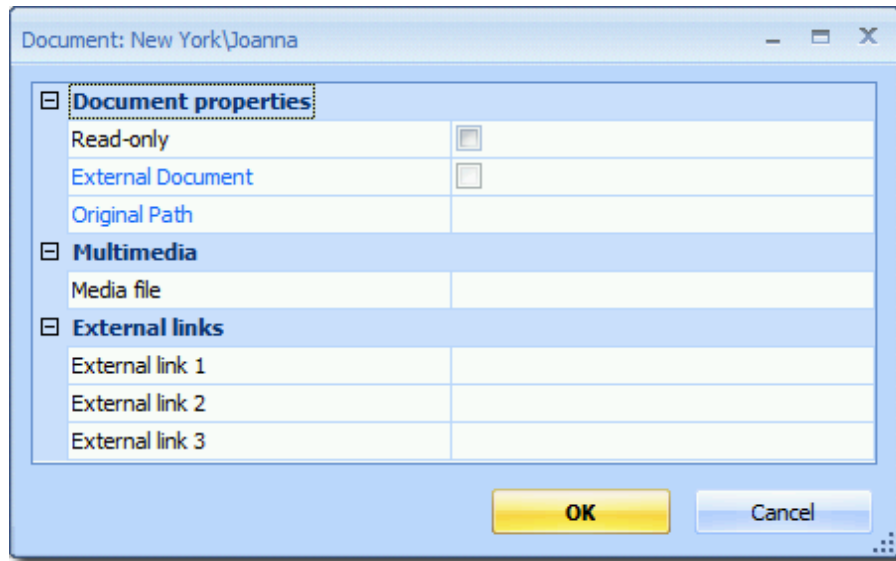 Document: New York\Joanna
Document properties
Read-only
External Document
Original Path
Multimedia
Media file
External links
External link 1
External link 2
External link 3
OK Cancel